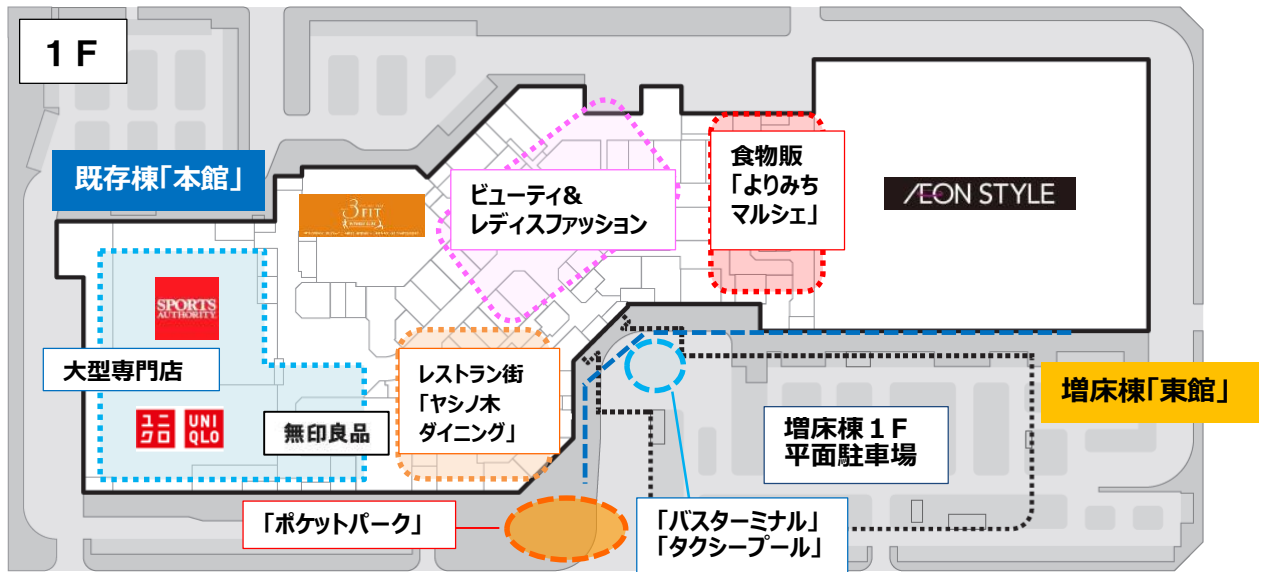 １Ｆ
既存棟「本館」
3FIT
ビューティ&
レディスファッション
食物販
「よりみち
マルシェ」
ÆON STYLE
SPORTS
AUTHORITY
大型専門店
ユニ
クロ
UNI
QLO
無印良品
レストラン街
「ヤシノ木
ダイニング」
増床棟１Ｆ
平面駐車場
増床棟「東館」
「ポケットパーク」
「バスターミナル」
「タクシープール」